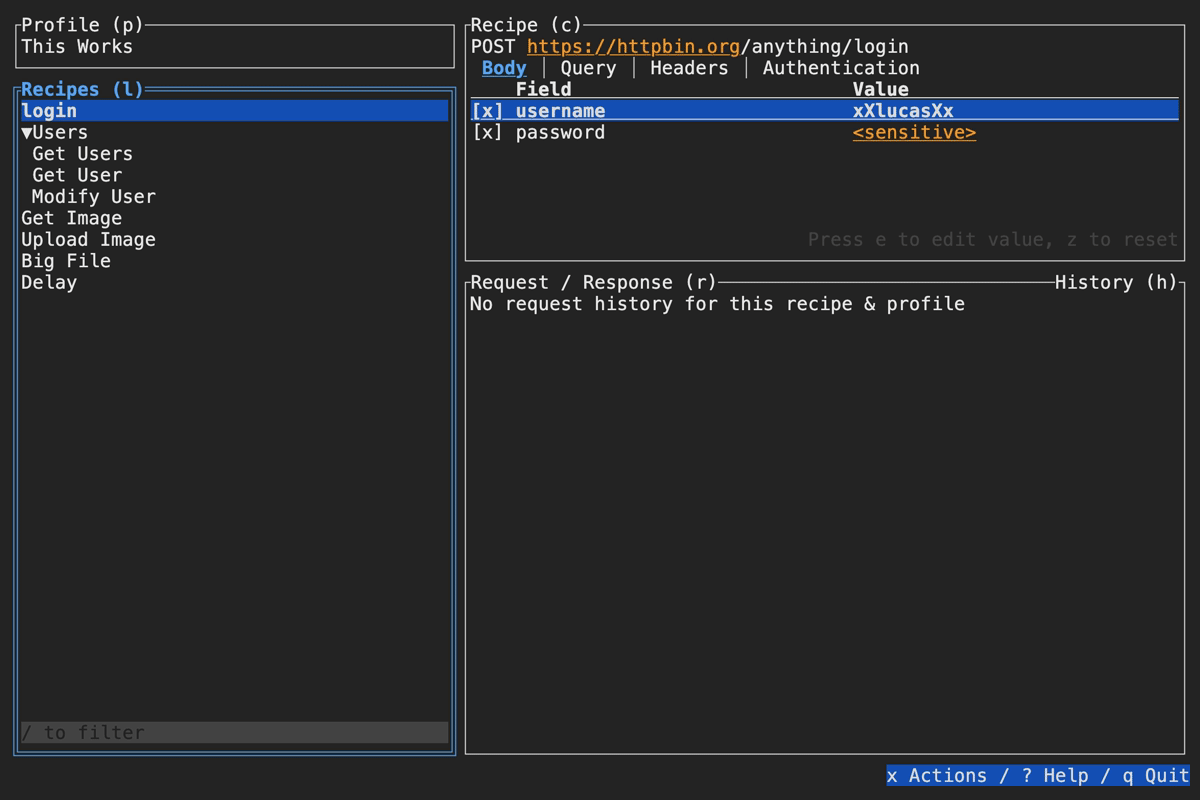 Profile (p)
This Works
Recipes (l)
login
▼Users
Get Users
Get User
Modify User
Get Image
Upload Image
Big File
Delay
/ to filter
Recipe (c)
POST https://httpbin.org/anything/login
Body │ Query │ Headers │ Authentication
Field Value
[x] username xXlucasXx
[x] password <sensitive>
Press e to edit value, z to reset
Request / Response (r) History (h)
No request history for this recipe & profile
x Actions / ? Help / q Quit